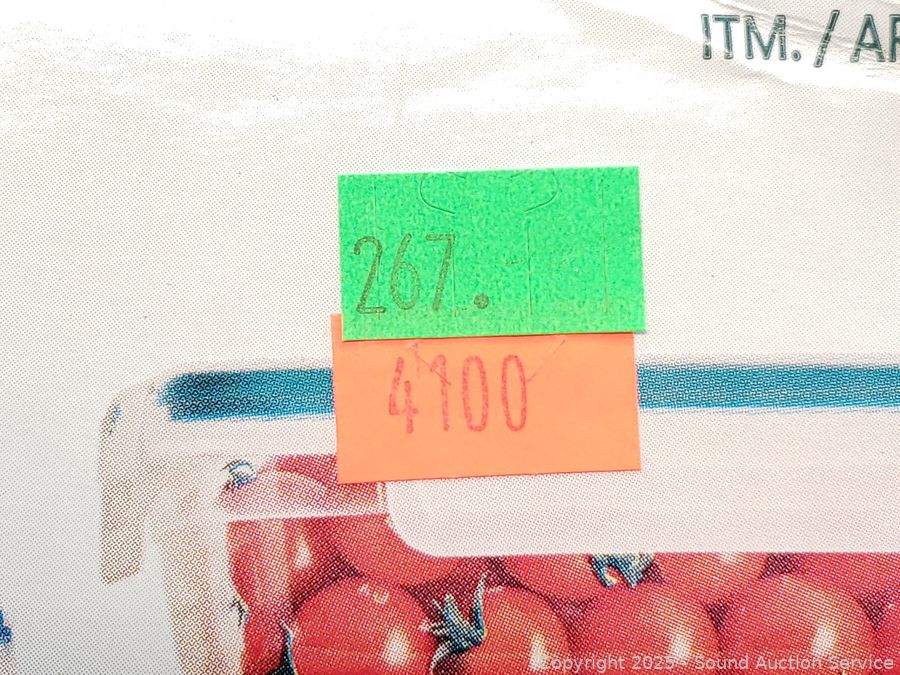 ITM. / AR
267.
4100
Copyright 2025 - Sound Auction Service